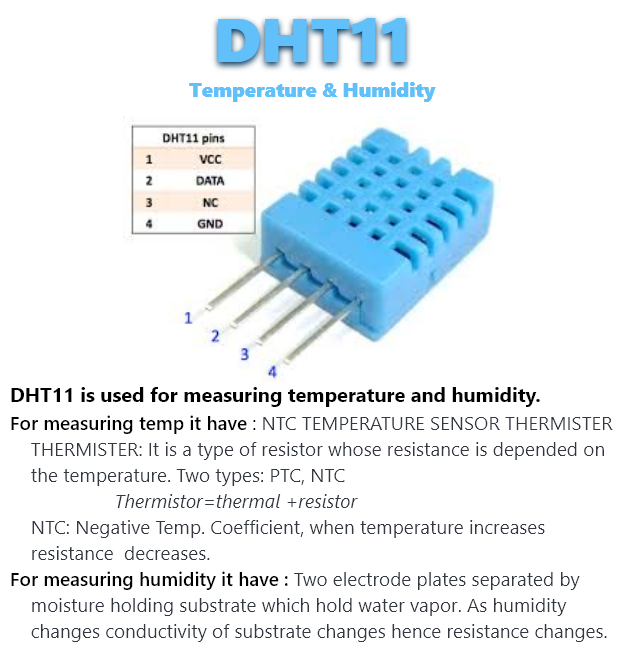 DHT11
Temperature & Humidity
DHT11 pins
1 VCC
2 DATA
3 NC
4 GND
1
2
3
4
DHT11 is used for measuring temperature and humidity.
For measuring temp it have : NTC TEMPERATURE SENSOR THERMISTER
THERMISTER: It is a type of resistor whose resistance is depended on
the temperature. Two types: PTC, NTC
Thermistor=thermal +resistor
NTC: Negative Temp. Coefficient, when temperature increases
resistance  decreases.
For measuring humidity it have : Two electrode plates separated by
moisture holding substrate which hold water vapor. As humidity
changes conductivity of substrate changes hence resistance changes.